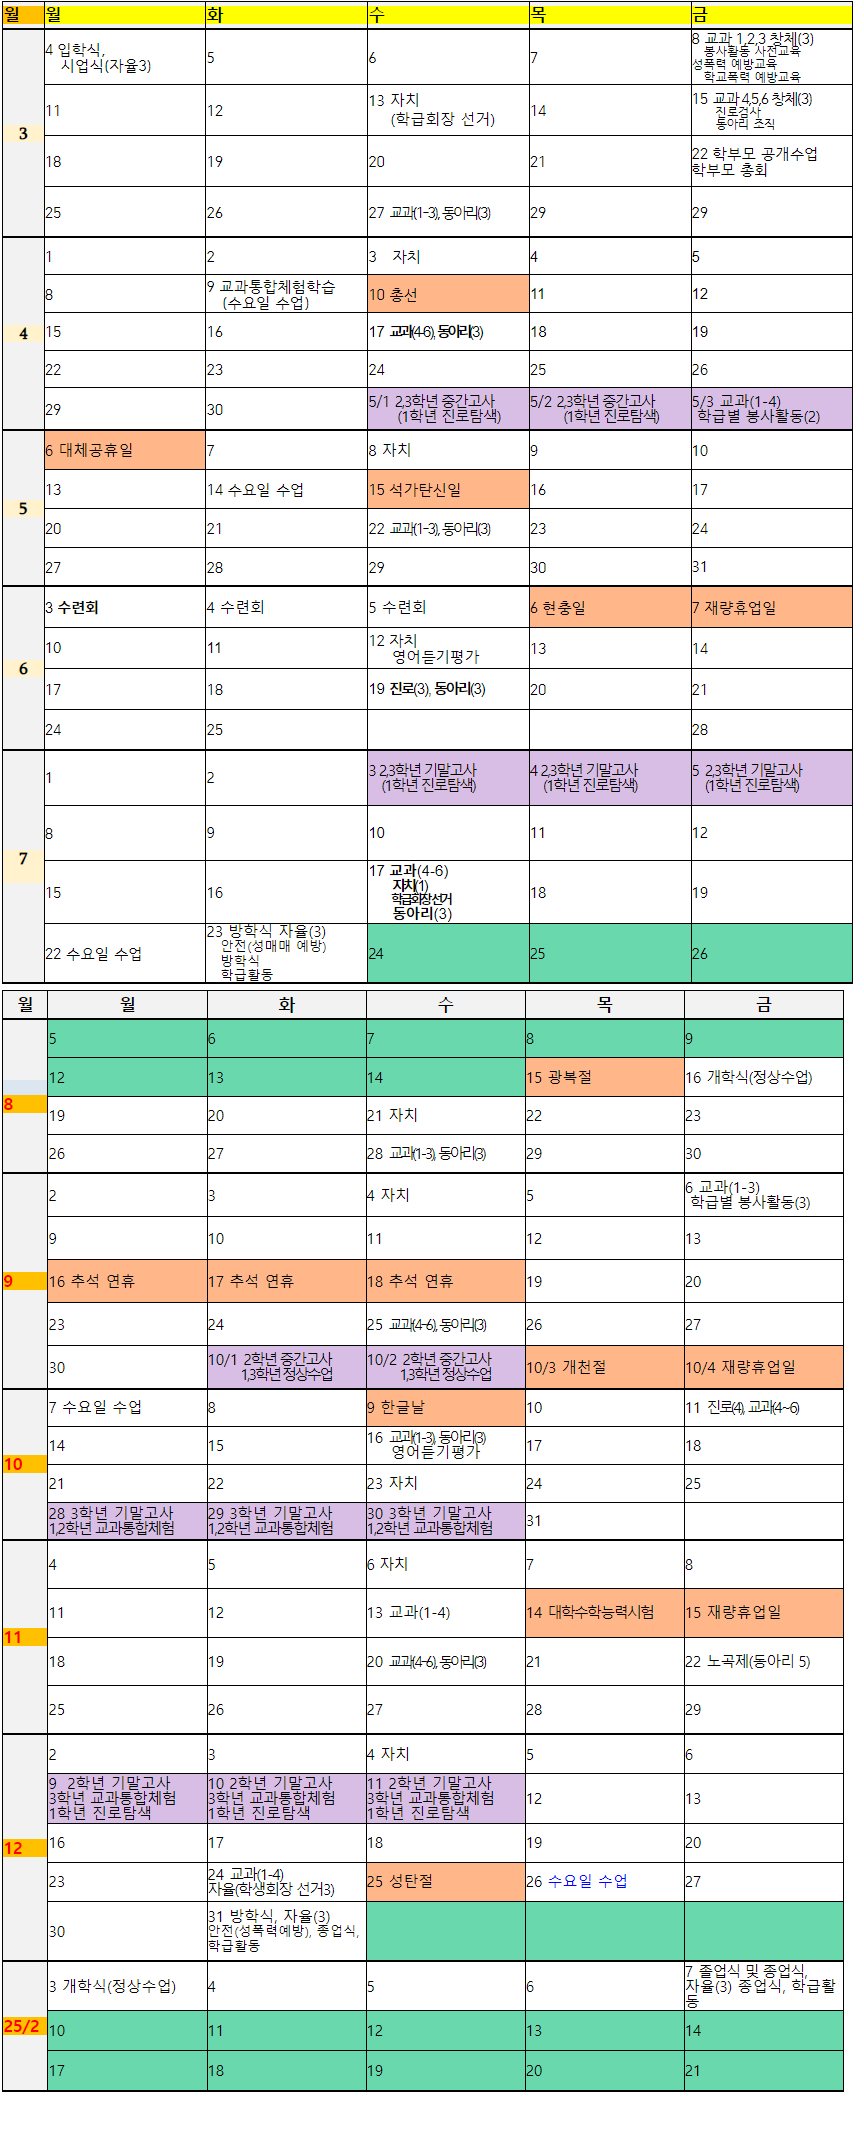 월 월 화 수 목 금
4 입학식, 5 6 7 8 교과 1,2,3 창체(3)
시업식(자율3) 봉사활동 사전교육
성폭력 예방교육
학교폭력 예방교육
3
11 12 13 자치 14 15 교과 4,5,6 창체(3)
(학급회장 선거) 진로검사
동아리 조직
18 19 20 21 22 학부모 공개수업
학부모 총회
25 26 27 교과(1-3), 동아리(3) 29 29
4
1 2 3 자치 4 5
8 9 교과통합체험학습 10 총선 11 12
(수요일 수업)
15 16 17 교과(4-6), 동아리(3) 18 19
22 23 24 25 26
29 30 5/1 2,3학년 중간고사 5/2 2,3학년 중간고사 5/3 교과(1-4)
(1학년 진로탐색) (1학년 진로탐색) 학급별 봉사활동(2)
5
6 대체공휴일 7 8 자치 9 10
13 14 수요일 수업 15 석가탄신일 16 17
20 21 22 교과(1-3), 동아리(3) 23 24
27 28 29 30 31
6
3 수련회 4 수련회 5 수련회 6 현충일 7 재량휴업일
10 11 12 자치 13 14
영어듣기평가
17 18 19 진로(3), 동아리(3) 20 21
24 25 28
7
1 2 3 2,3학년 기말고사 4 2,3학년 기말고사 5 2,3학년 기말고사
(1학년 진로탐색) (1학년 진로탐색) (1학년 진로탐색)
8 9 10 11 12
15 16 17 교과(4-6) 18 19
자치(1)
학급회장선거
동아리(3)
22 수요일 수업 23 방학식 자율(3) 24 25 26
안전(성매매 예방)
방학식
학급활동
월 월 화 수 목 금
8
5 6 7 8 9
12 13 14 15 광복절 16 개학식(정상수업)
19 20 21 자치 22 23
26 27 28 교과(1-3), 동아리(3) 29 30
9
2 3 4 자치 5 6 교과(1-3)
학급별 봉사활동(3)
9 10 11 12 13
16 추석 연휴 17 추석 연휴 18 추석 연휴 19 20
23 24 25 교과(4-6), 동아리(3) 26 27
30 10/1 2학년 중간고사 10/2 2학년 중간고사 10/3 개천절 10/4 재량휴업일
1,3학년 정상수업 1,3학년 정상수업
10
7 수요일 수업 8 9 한글날 10 11 진로(4), 교과(4~6)
14 15 16 교과(1-3), 동아리(3) 17 18
영어듣기평가
21 22 23 자치 24 25
28 3학년 기말고사 29 3학년 기말고사 30 3학년 기말고사 31
1,2학년 교과통합체험 1,2학년 교과통합체험 1,2학년 교과통합체험
11
4 5 6 자치 7 8
11 12 13 교과(1-4) 14 대학수학능력시험 15 재량휴업일
18 19 20 교과(4-6), 동아리(3) 21 22 노곡제(동아리 5)
25 26 27 28 29
12
2 3 4 자치 5 6
9 2학년 기말고사 10 2학년 기말고사 11 2학년 기말고사 12 13
3학년 교과통합체험 3학년 교과통합체험 3학년 교과통합체험
1학년 진로탐색 1학년 진로탐색 1학년 진로탐색
16 17 18 19 20
23 24 교과(1-4) 25 성탄절 26 수요일 수업 27
자율(학생회장 선거3)
30 31 방학식, 자율(3)
안전(성폭력예방), 종업식,
학급활동
25/2
3 개학식(정상수업) 4 5 6 7 졸업식 및 종업식,
자율(3) 종업식, 학급활
동
10 11 12 13 14
17 18 19 20 21